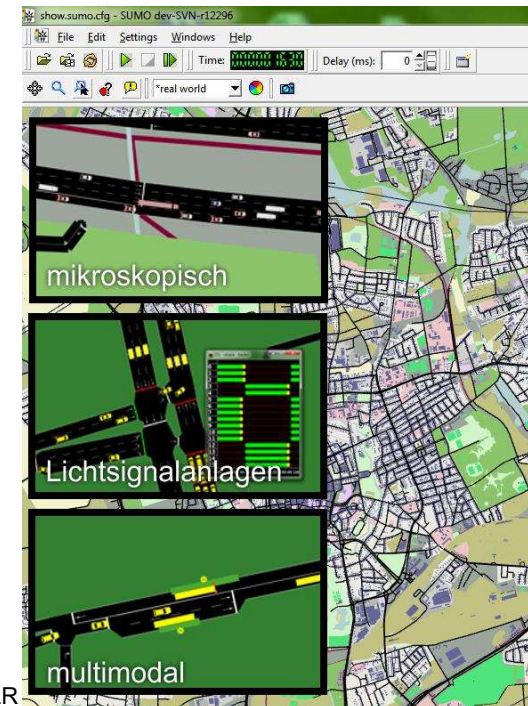 show.sumo.cfg - SUMO dev-SVN-r12296
File Edit Settings Windows Help
Time: Delay (ms): 0
*real world
mikroskopisch
Lichtsignalanlagen
multimodal